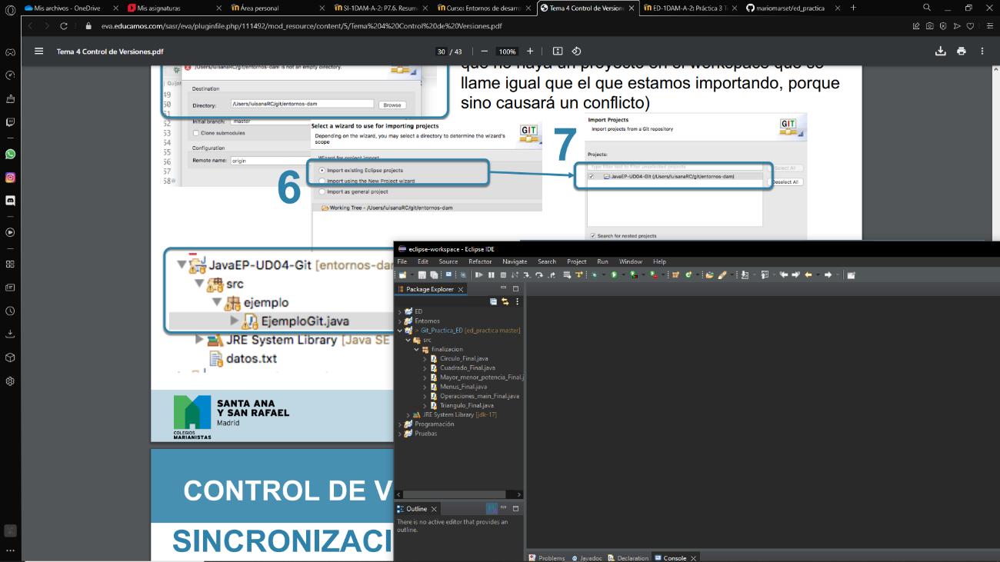 Mis archivos - OneDrive
Mis asignaturas
Área personal
SI-1DAM-A-2: P7.6. Resum
Curso: Entornos de desarro
Tema 4 Control de Version
ED-1DAM-A-2: Práctica 3 T
mariomarset/ed_practica
eva.educamos.com/sasr/eva/pluginfile.php/111492/mod_resource/content/5/Tema%204%20Control%20de%20Versiones.pdf
Tema 4 Control de Versiones.pdf
30 / 43
100%
/Users/luisanaRC/git/entornos-dam is not an empty directory.
que no haya un proyecto en el workspace que se
llame igual que el que estamos importando, porque
sino causará un conflicto)
Destination
Directory:
/Users/luisanaRC/git/entornos-dam
Browse
Initial branch:
master
Clone submodules
Configuration
Remote name:
origin
49
50
51
52
53
54
55
56
57
58
6
Select a wizard to use for importing projects
Depending on the wizard, you may select a directory to determine the wizard's
scope
GIT
Wizard for project import
Import existing Eclipse projects
Import using the New Project wizard
Import as general project
Working Tree - /Users/luisanaRC/git/entornos-dam
7
Import Projects
Import projects from a Git repository
GIT
Projects:
Type filter text to filter unselected projects
Select All
JavaEP-UD04-Git (/Users/luisanaRC/git/entornos-dam)
Deselect All
Search for nested projects
JavaEP-UD04-Git [entornos-dar
src
ejemplo
EjemploGit.java
JRE System Library [Java SE
datos.txt
SANTA ANA
Y SAN RAFAEL
Madrid
COLEGIOS
MARIANISTAS
CONTROL DE V
SINCRONIZACI
eclipse-workspace - Eclipse IDE
File Edit Source Refactor Navigate Search Project Run Window Help
Package Explorer
ED
Entornos
> Git_Practica_ED [ed_practica master]
src
finalizacion
Circulo_Final.java
Cuadrado_Final.java
Mayor_menor_potencia_Final.j
Menus_Final.java
Operaciones_main_Final.java
Triangulo_Final.java
JRE System Library [jdk-17]
Programación
Pruebas
Outline
There is no active editor that provides an
outline.
Problems Javadoc Declaration Console